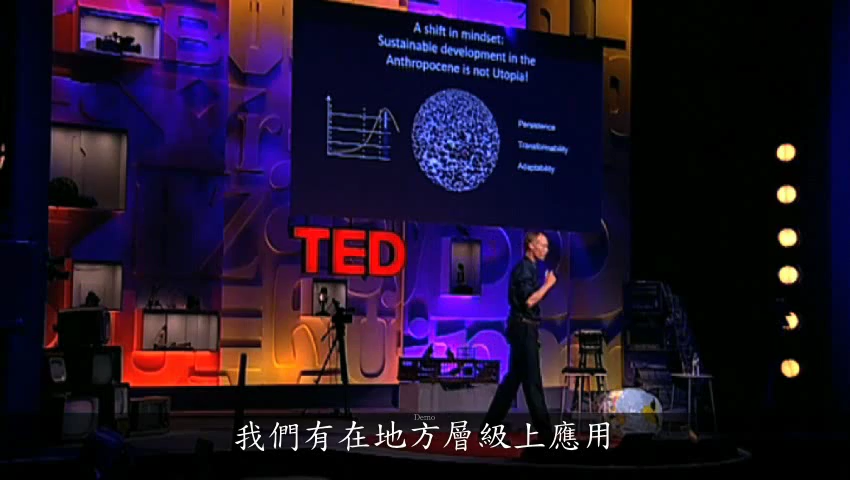 A shift in mindset:
Sustainable development in the
Anthropocene is not Utopia!
Persistence
Transformability
Adaptability
TED
Demo
我們有在地方層級上應用